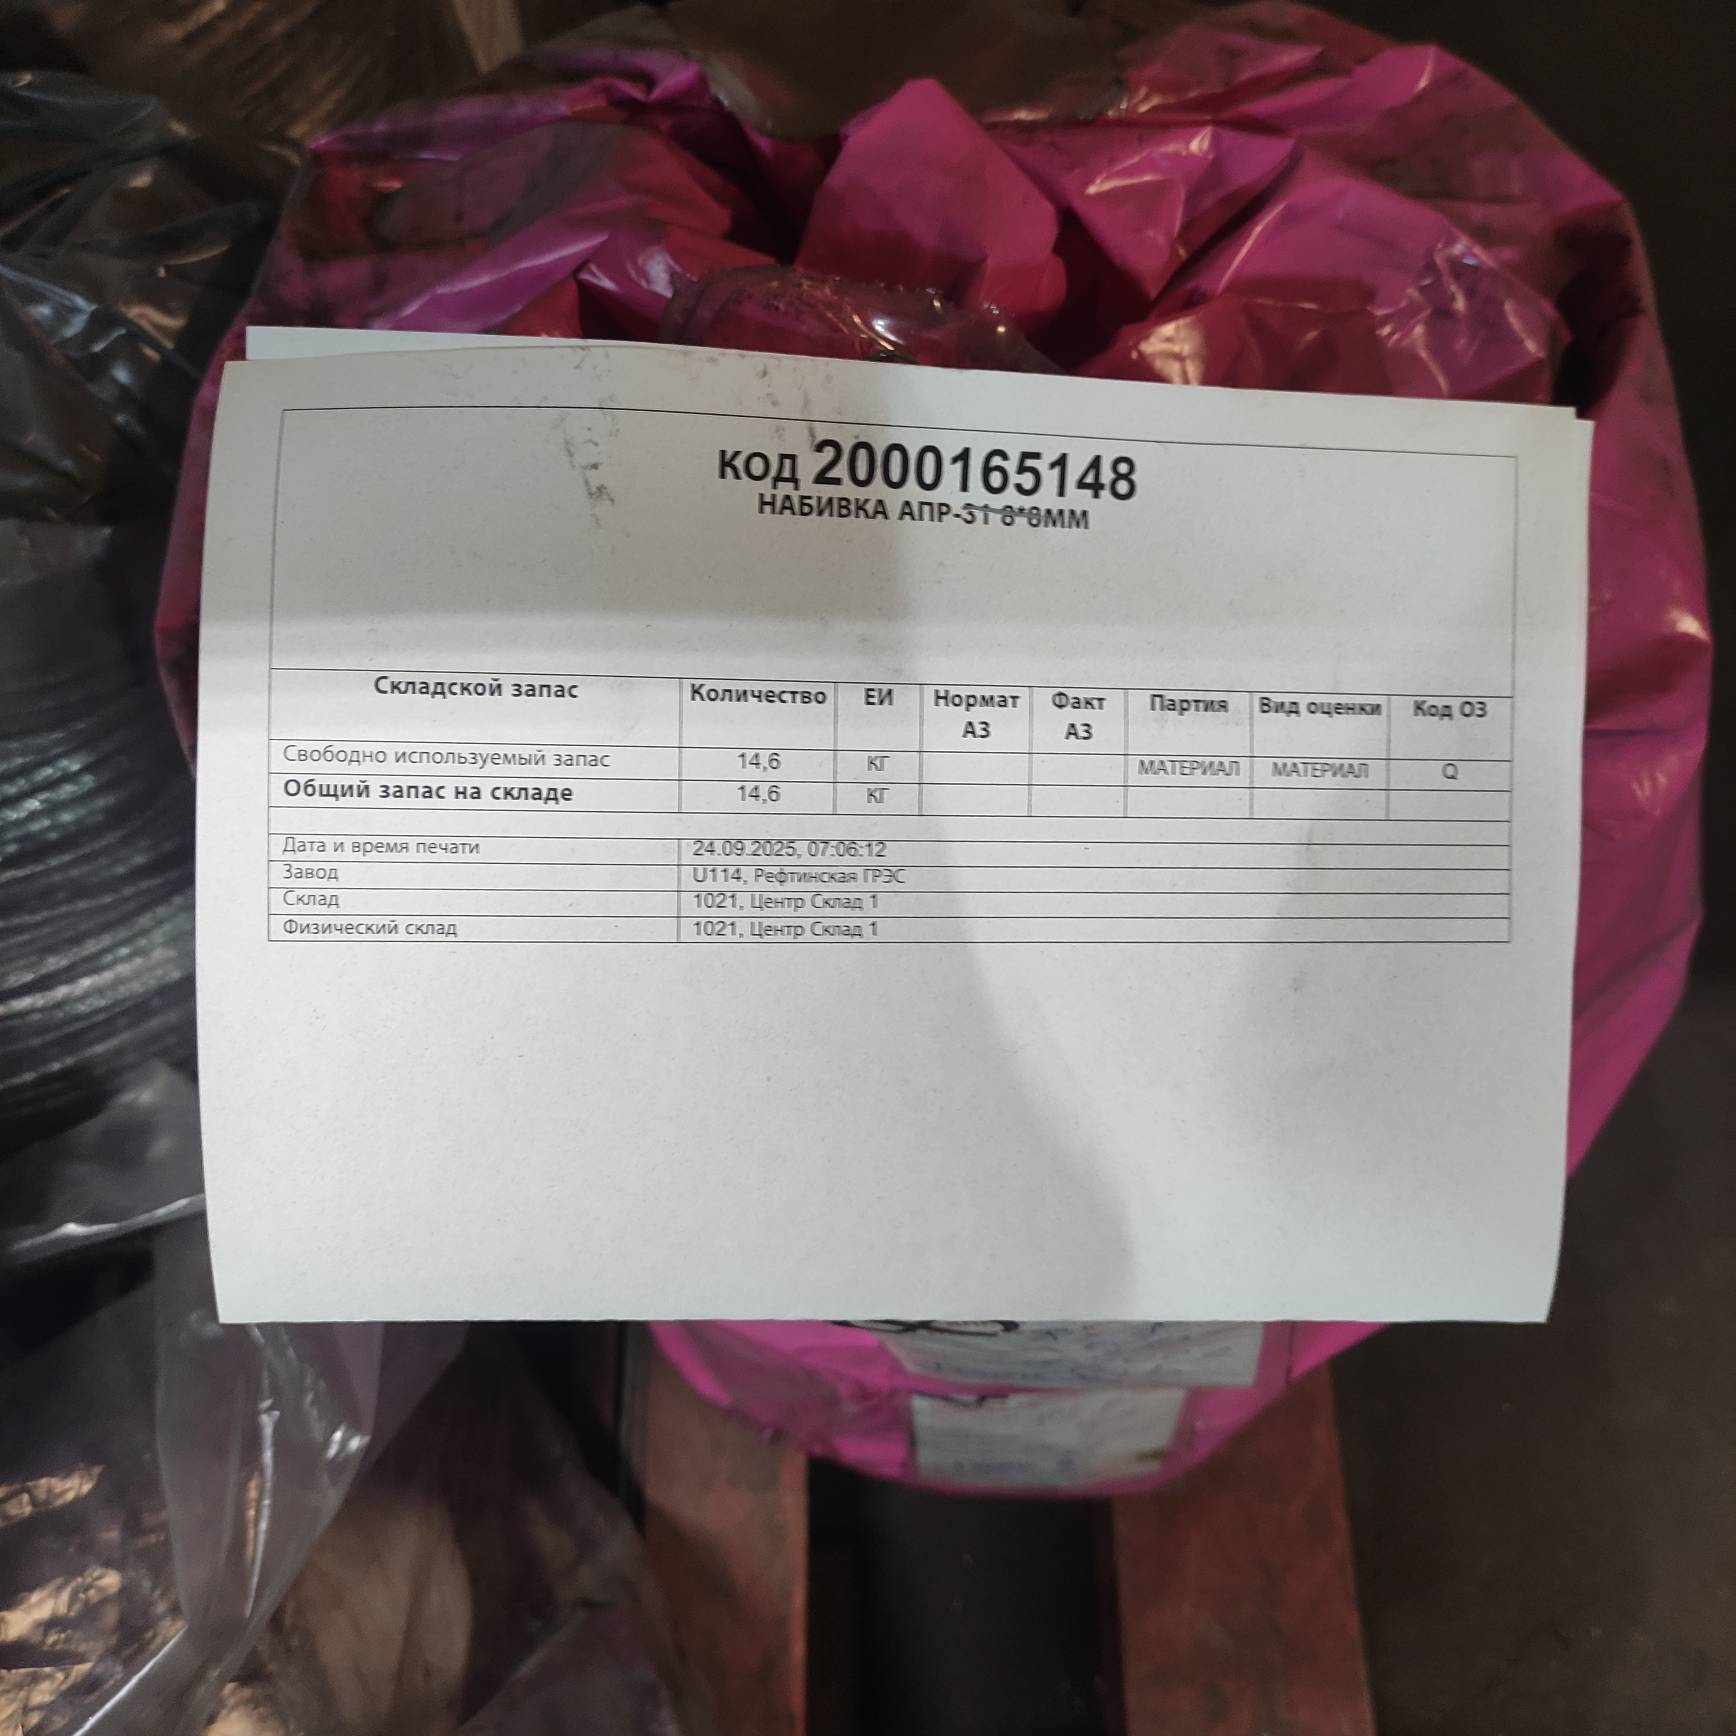 КОД 2000165148
НАБИВКА АПР-31 8*8ММ
Складской запас Количество ЕИ Нормат АЗ Факт АЗ Партия Вид оценки Код ОЗ
Свободно используемый запас 14,6 КГ МАТЕРИАЛ МАТЕРИАЛ Q
Общий запас на складе 14,6 КГ
Дата и время печати 24.09.2025, 07:06:12
Завод U114, Рефтинская ГРЭС
Склад 1021, Центр Склад 1
Физический склад 1021, Центр Склад 1